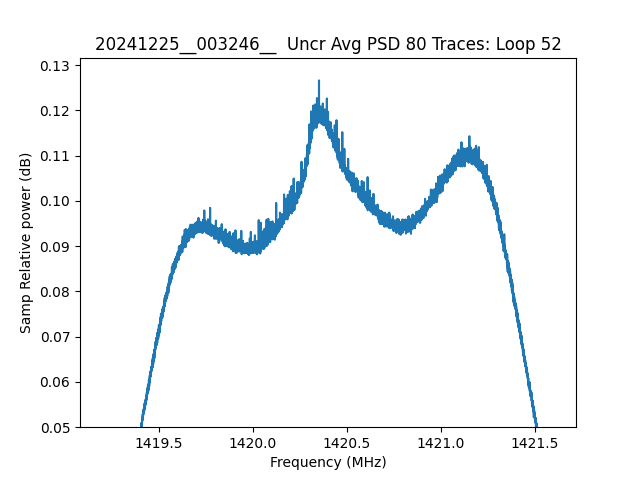 20241225__003246__  Uncr Avg PSD 80 Traces: Loop 52
0.13
0.12
0.11
0.10
0.09
0.08
0.07
0.06
0.05
Samp Relative power (dB)
1419.5 1420.0 1420.5 1421.0 1421.5
Frequency (MHz)